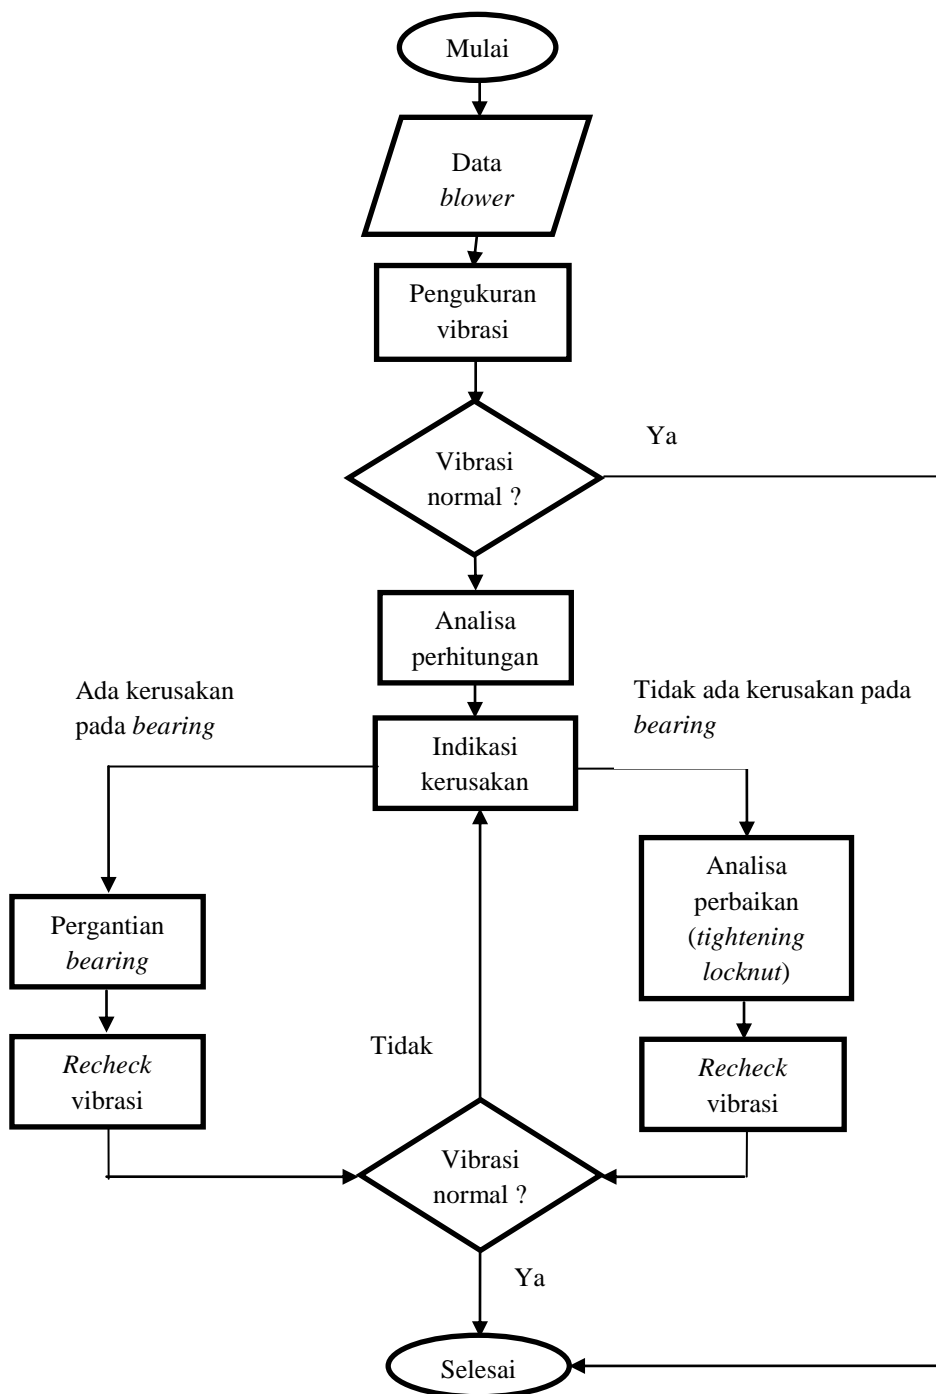 Mulai
Data
blower
Pengukuran
vibrasi
Ya
Vibrasi
normal ?
Analisa
perhitungan
Ada kerusakan
pada bearing
Tidak ada kerusakan pada
bearing
Indikasi
kerusakan
Pergantian
bearing
Analisa
perbaikan
(tightening
locknut)
Recheck
vibrasi
Tidak
Recheck
vibrasi
Vibrasi
normal ?
Ya
Selesai